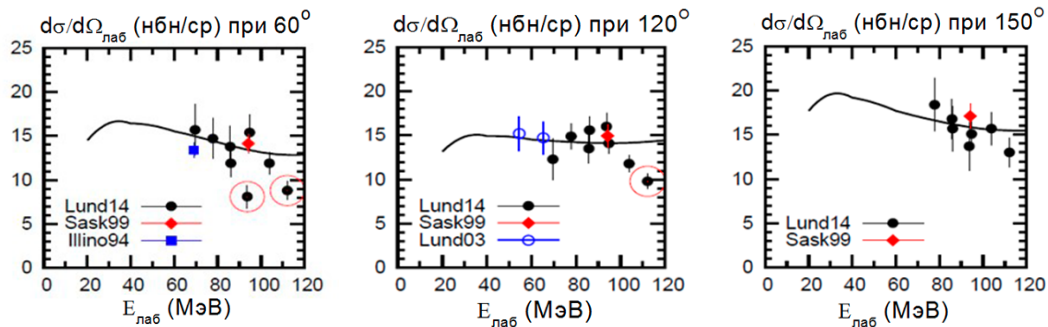 dσ/dΩлаб (нбн/ср) при 60°
25
20
15
10
5
0
Lund14
Sask99
Illino94
0 20 40 60 80 100 120
Eлаб (МэВ)
dσ/dΩлаб (нбн/ср) при 120°
25
20
15
10
5
0
Lund14
Sask99
Lund03
0 20 40 60 80 100 120
Eлаб (МэВ)
dσ/dΩлаб (нбн/ср) при 150°
25
20
15
10
5
0
Lund14
Sask99
0 20 40 60 80 100 120
Eлаб (МэВ)